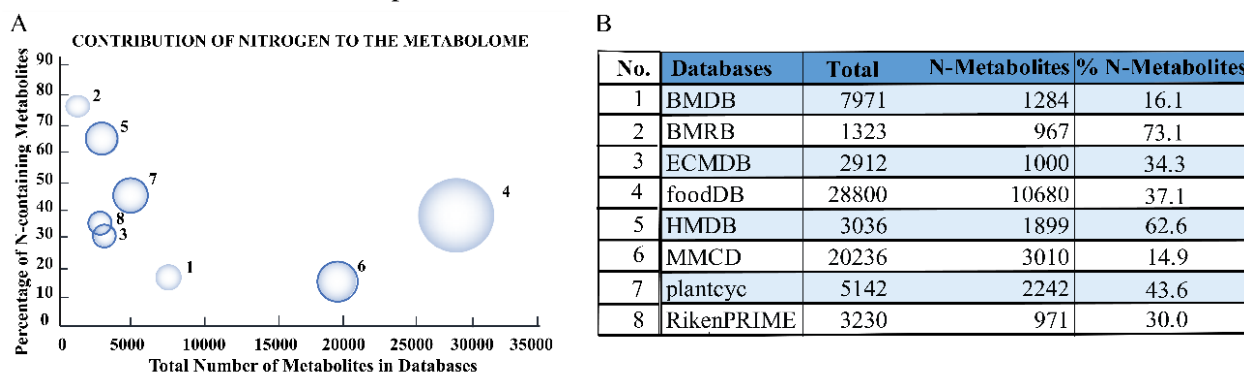 A
CONTRIBUTION OF NITROGEN TO THE METABOLOME
Percentage of N-containing Metabolites
90
80
70
60
50
40
30
20
10
0
2
5
7
4
8
3
1
6
0 5000 10000 15000 20000 25000 30000 35000
Total Number of Metabolites in Databases
B
No. Databases Total N-Metabolites % N-Metabolites
1 BMDB 7971 1284 16.1
2 BMRB 1323 967 73.1
3 ECMDB 2912 1000 34.3
4 foodDB 28800 10680 37.1
5 HMDB 3036 1899 62.6
6 MMCD 20236 3010 14.9
7 plantcyc 5142 2242 43.6
8 RikenPRIME 3230 971 30.0